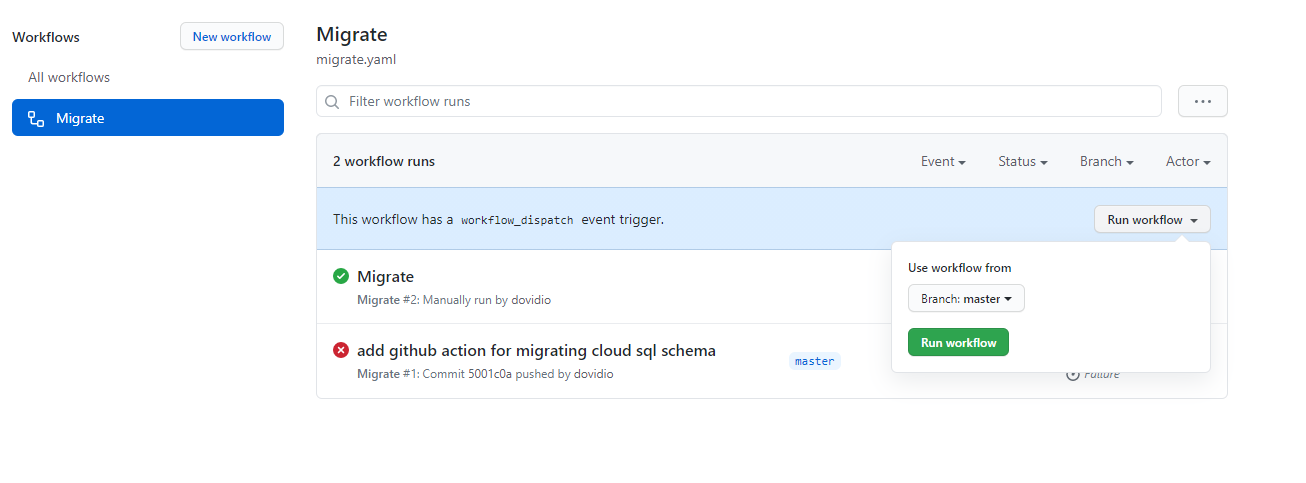 Workflows
New workflow
All workflows
Migrate
Migrate
migrate.yaml
Filter workflow runs
2 workflow runs
Event
Status
Branch
Actor
This workflow has a workflow_dispatch event trigger.
Run workflow
Use workflow from
Branch: master
Run workflow
Migrate
Migrate #2: Manually run by dovidio
add github action for migrating cloud sql schema
Migrate #1: Commit 5001c0a pushed by dovidio
master
Failure